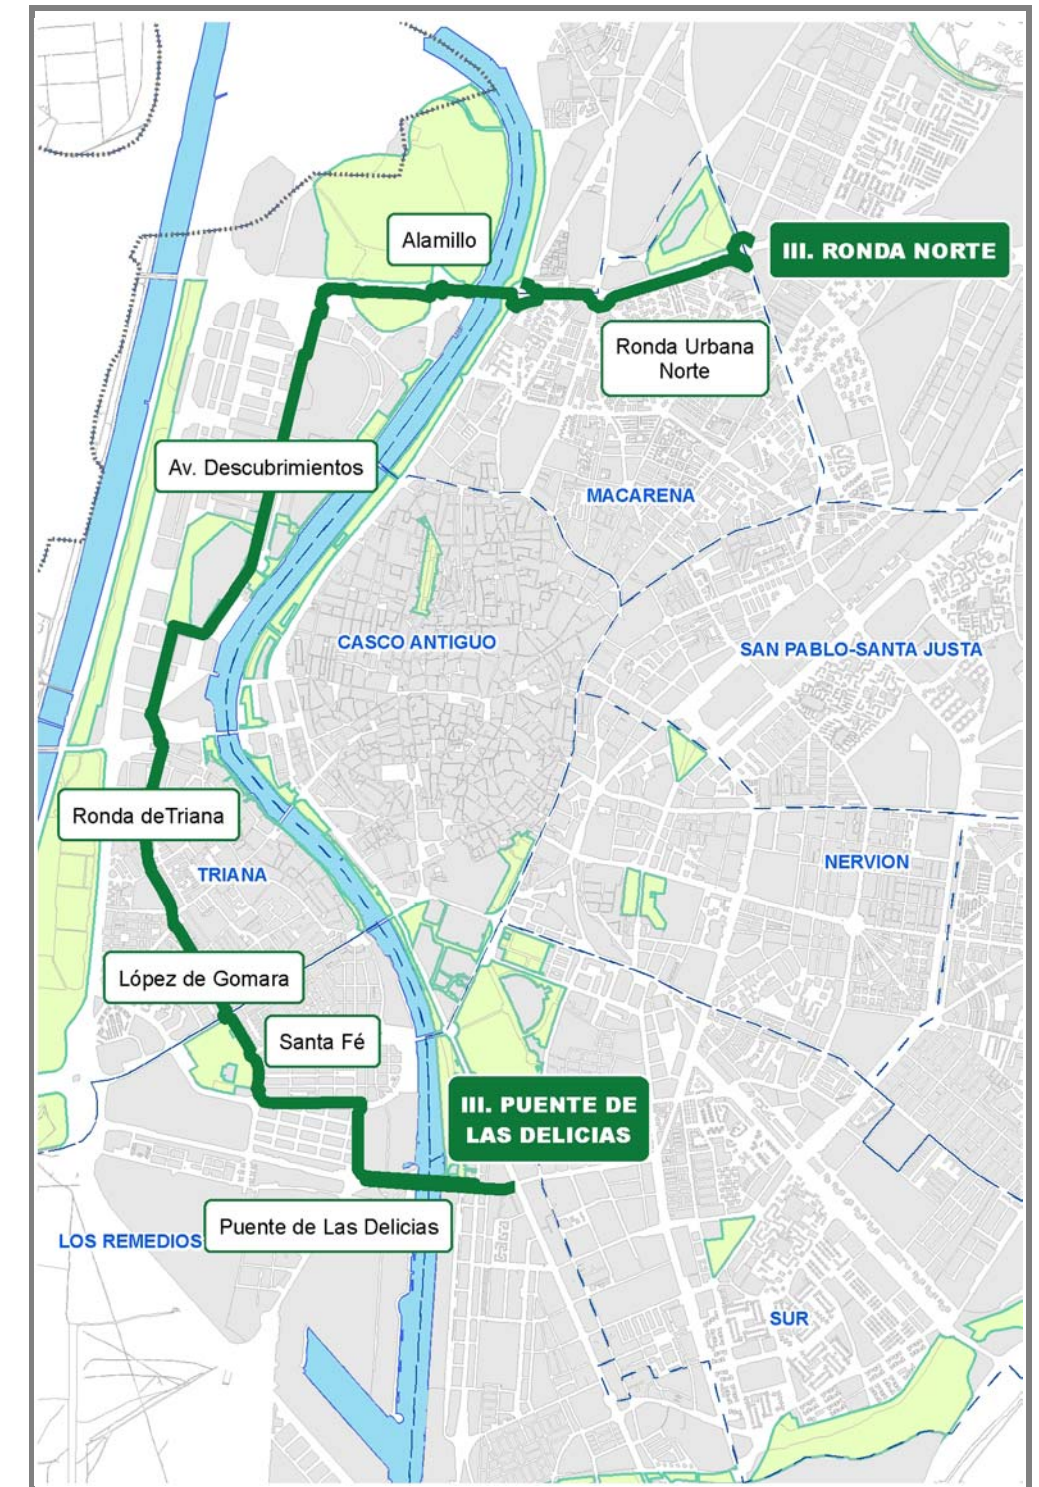 Alamillo
III. RONDA NORTE
Ronda Urbana
Norte
Av. Descubrimientos
MACARENA
CASCO ANTIGUO
SAN PABLO-SANTA JUSTA
Ronda deTriana
TRIANA
NERVION
López de Gomara
Santa Fé
III. PUENTE DE
LAS DELICIAS
Puente de Las Delicias
LOS REMEDIOS
SUR